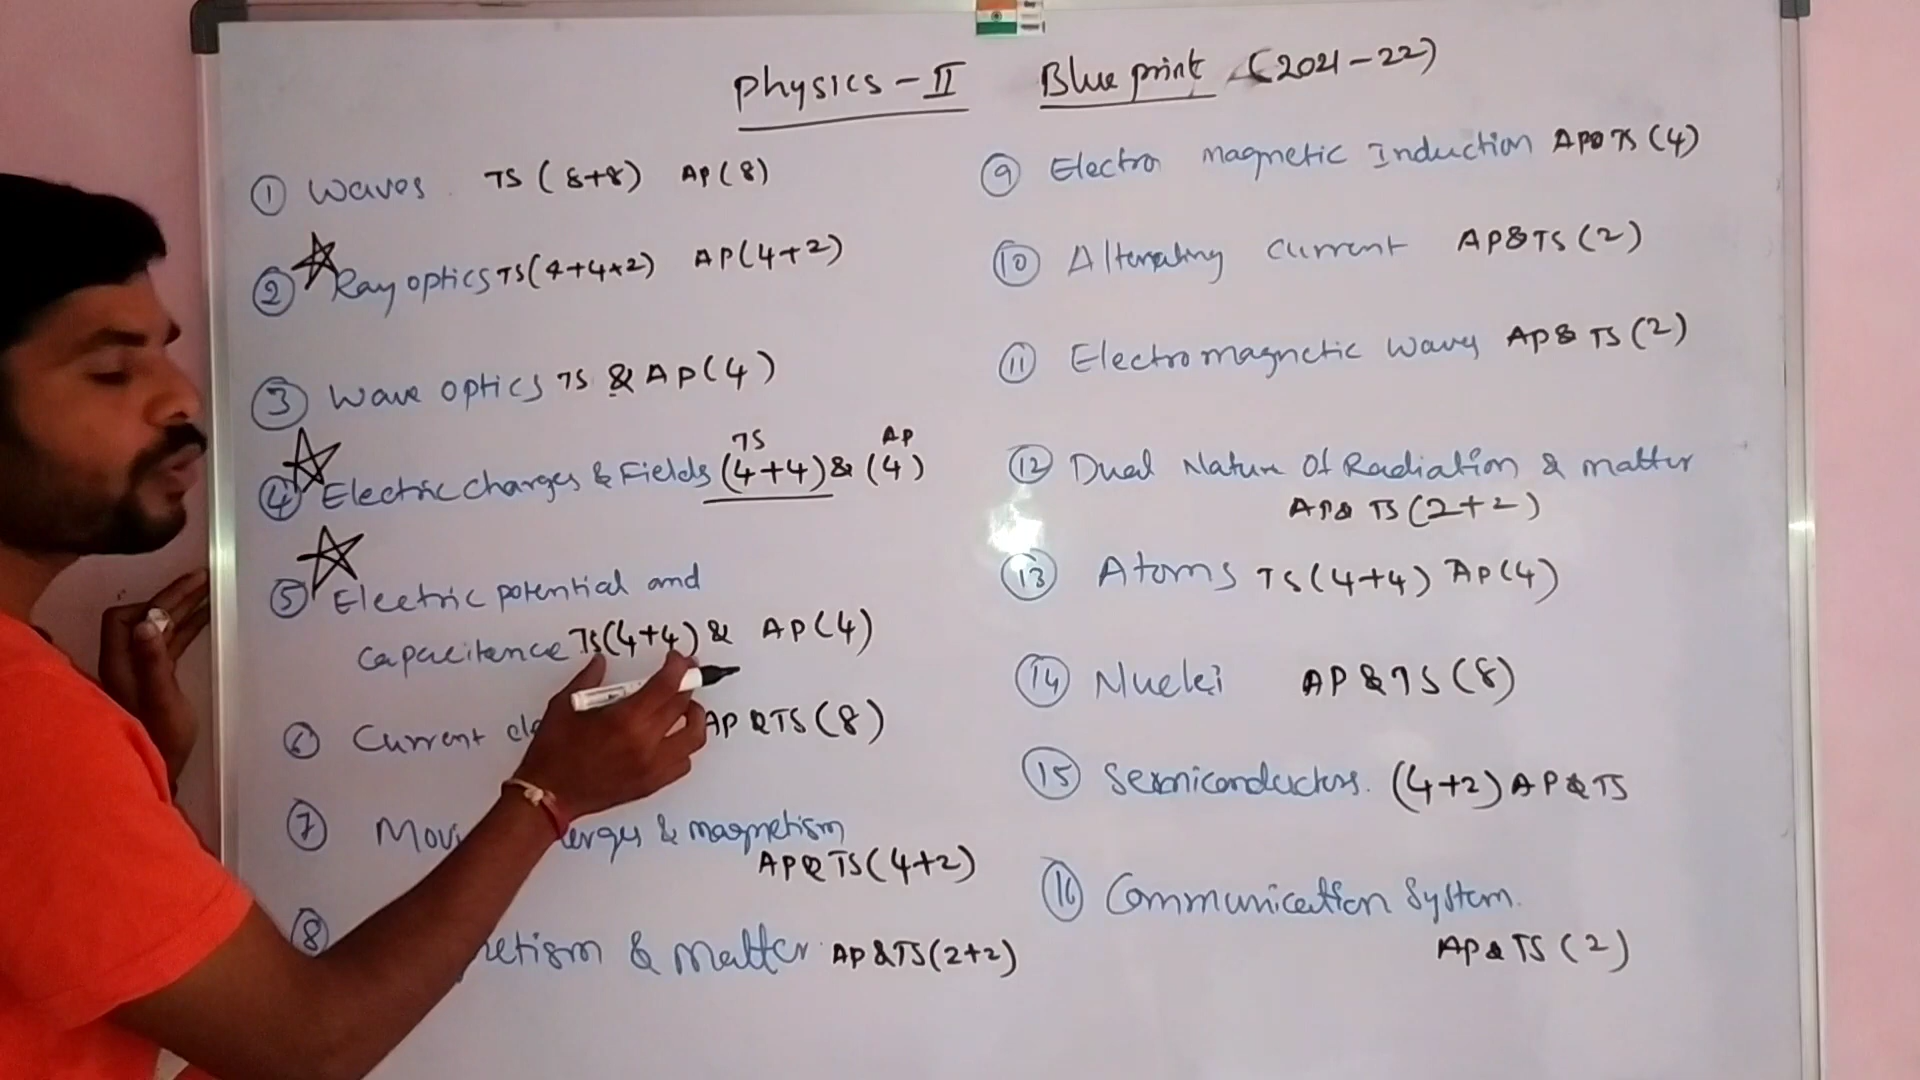 Physics-II Blue print (2021-22)
① Waves TS (8+8) AP(8)
② Ray optics TS(4+4+2) AP(4+2)
③ Wave optics TS & AP(4)
TS AP
④ Electric charges & Fields (4+4) & (4)
⑤ Electric potential and
capacitence TS(4+4) & AP(4)
⑥ Current AP & TS (8)
⑦ & magnetism
AP & TS (4+2)
⑧ & Matter AP & TS(2+2)
⑨ Electro magnetic Induction AP & TS (4)
⑩ Alternating Current AP & TS (2)
⑪ Electromagnetic Waves AP & TS (2)
⑫ Dual Nature Of Radiation & matter
AP & TS (2+2)
⑬ Atoms TS(4+4) AP(4)
⑭ Nuclei AP & TS (8)
⑮ Semiconductors. (4+2) AP & TS
⑯ Communication System.
AP & TS (2)